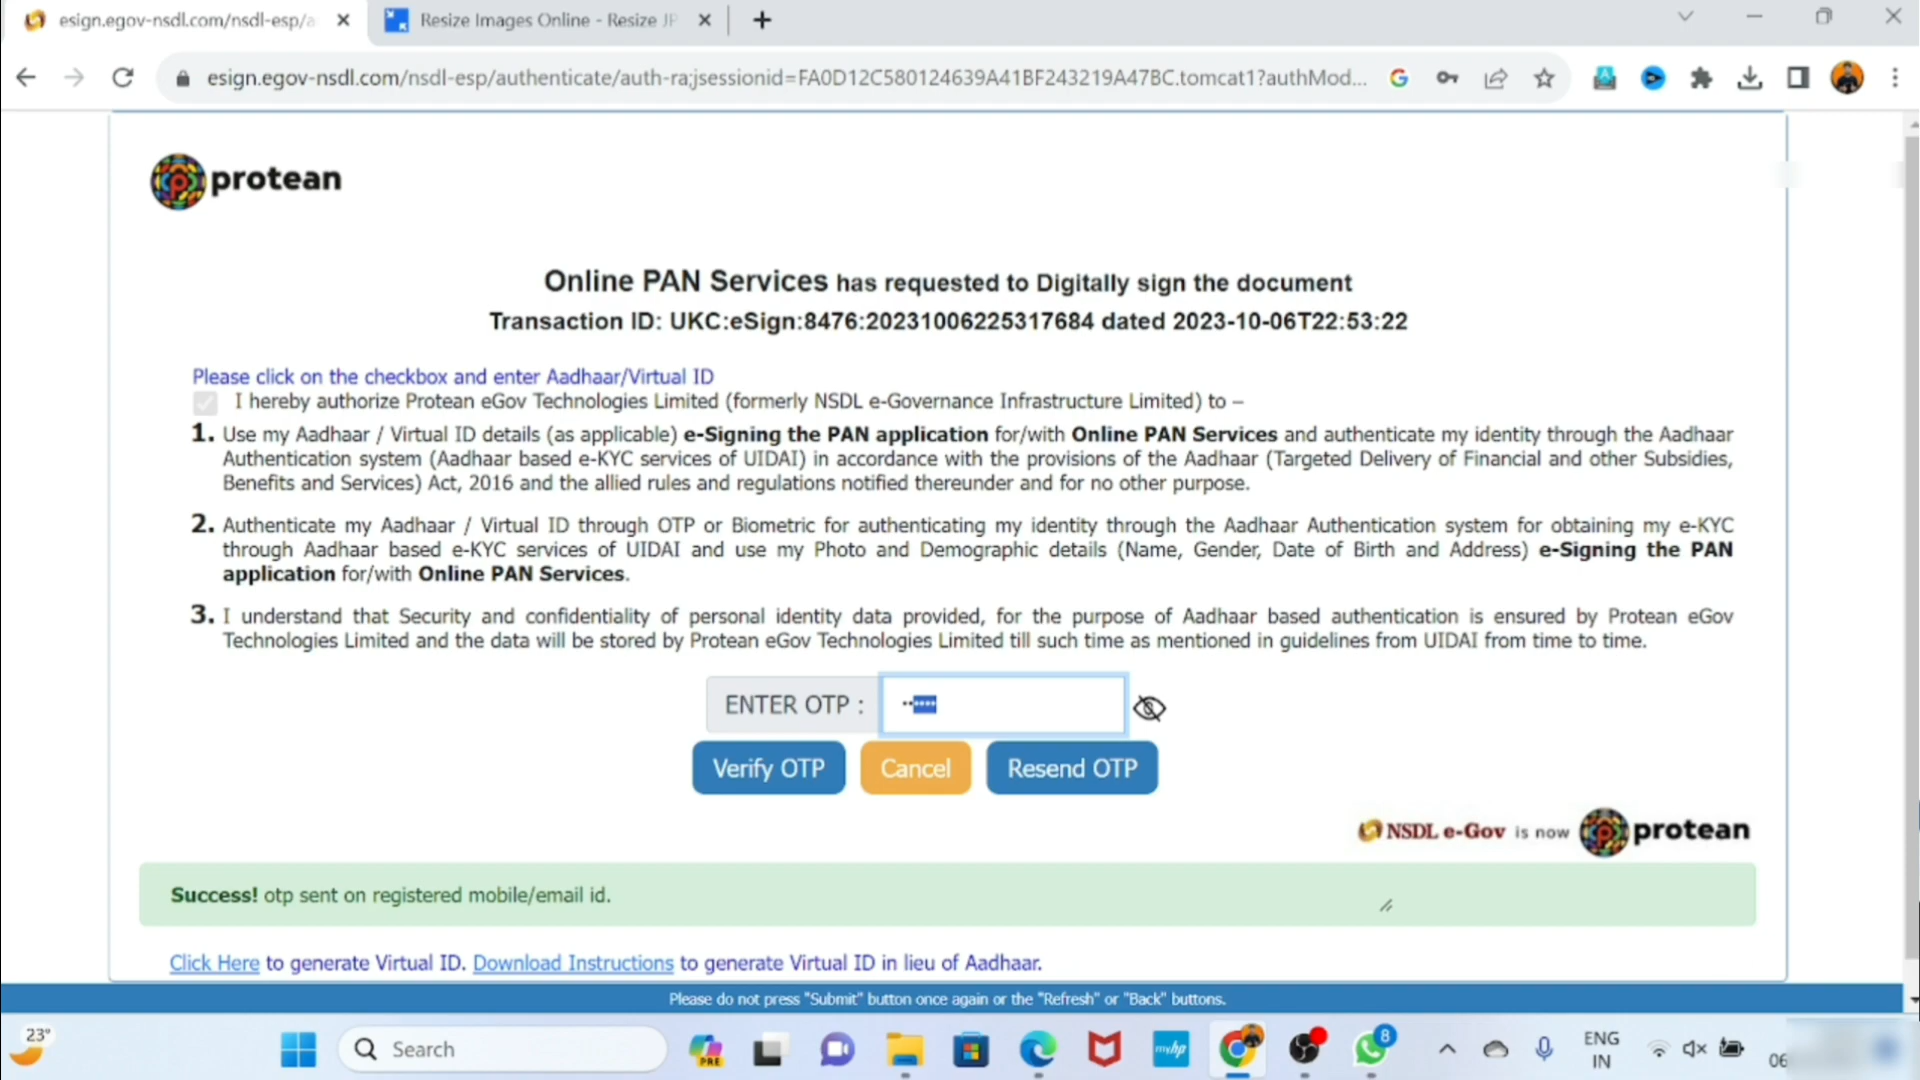 esign.egov-nsdl.com/nsdl-esp/a
Resize Images Online - Resize JP
esign.egov-nsdl.com/nsdl-esp/authenticate/auth-ra;jsessionid=FA0D12C580124639A41BF243219A47BC.tomcat1?authMod...
protean
Online PAN Services has requested to Digitally sign the document
Transaction ID: UKC:eSign:8476:20231006225317684 dated 2023-10-06T22:53:22
Please click on the checkbox and enter Aadhaar/Virtual ID
I hereby authorize Protean eGov Technologies Limited (formerly NSDL e-Governance Infrastructure Limited) to –
1. Use my Aadhaar / Virtual ID details (as applicable) e-Signing the PAN application for/with Online PAN Services and authenticate my identity through the Aadhaar
Authentication system (Aadhaar based e-KYC services of UIDAI) in accordance with the provisions of the Aadhaar (Targeted Delivery of Financial and other Subsidies,
Benefits and Services) Act, 2016 and the allied rules and regulations notified thereunder and for no other purpose.
2. Authenticate my Aadhaar / Virtual ID through OTP or Biometric for authenticating my identity through the Aadhaar Authentication system for obtaining my e-KYC
through Aadhaar based e-KYC services of UIDAI and use my Photo and Demographic details (Name, Gender, Date of Birth and Address) e-Signing the PAN
application for/with Online PAN Services.
3. I understand that Security and confidentiality of personal identity data provided, for the purpose of Aadhaar based authentication is ensured by Protean eGov
Technologies Limited and the data will be stored by Protean eGov Technologies Limited till such time as mentioned in guidelines from UIDAI from time to time.
ENTER OTP :
Verify OTP Cancel Resend OTP
NSDL e-Gov is now protean
Success! otp sent on registered mobile/email id.
Click Here to generate Virtual ID. Download Instructions to generate Virtual ID in lieu of Aadhaar.
Please do not press "Submit" button once again or the "Refresh" or "Back" buttons.
23°
Search
PRE
myhp
8
ENG
IN
06